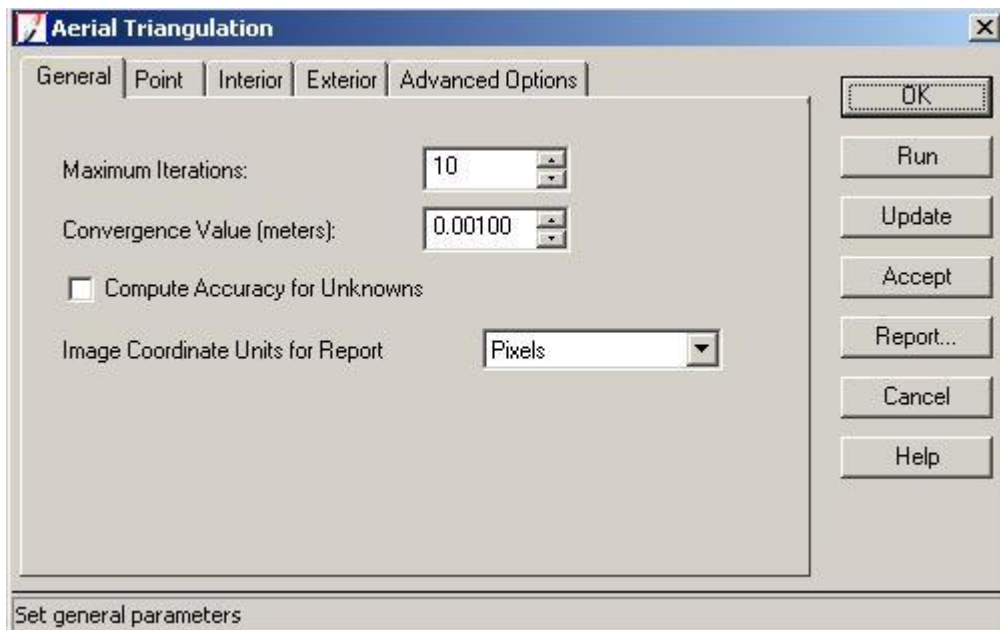 Aerial Triangulation
General Point Interior Exterior Advanced Options
Maximum Iterations: 10
Convergence Value (meters): 0.00100
Compute Accuracy for Unknowns
Image Coordinate Units for Report Pixels
OK
Run
Update
Accept
Report...
Cancel
Help
Set general parameters